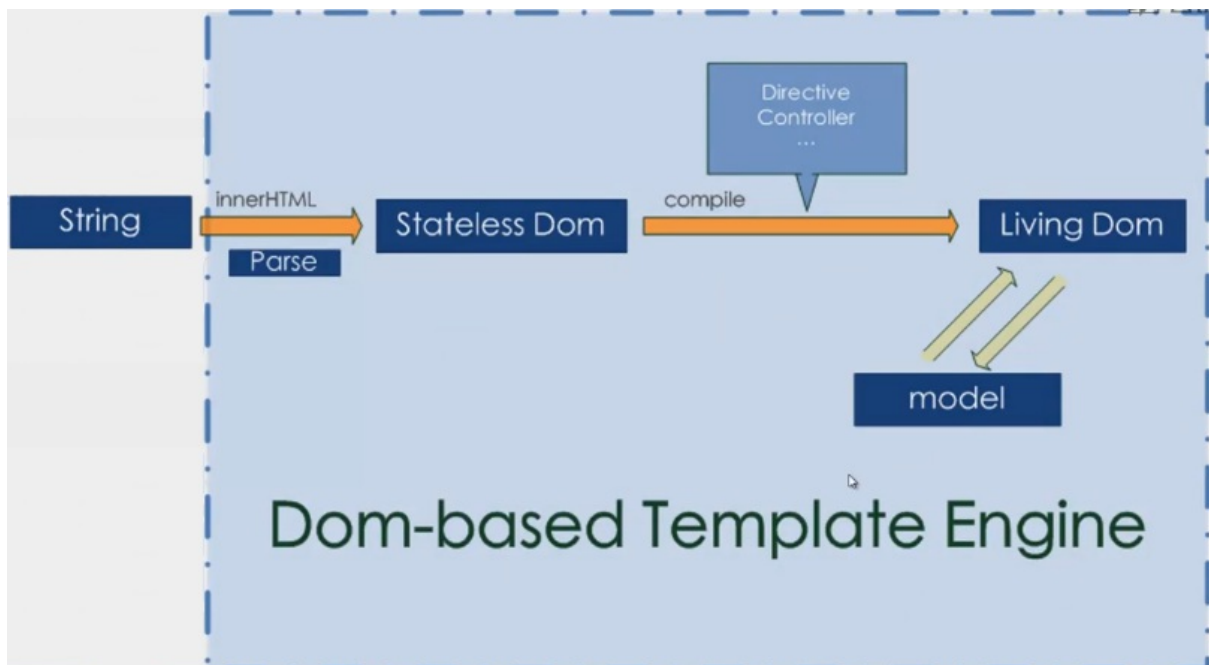 Directive
Controller
...
String
innerHTML
Parse
Stateless Dom
compile
Living Dom
model
Dom-based Template Engine